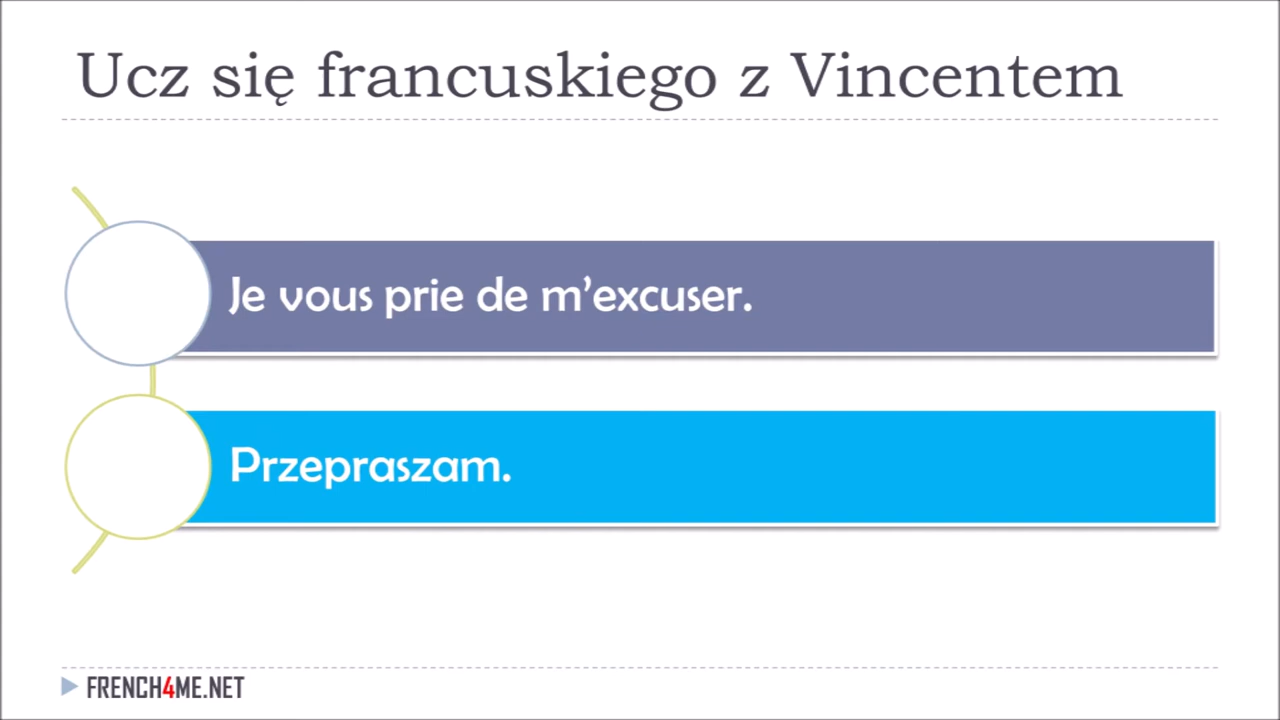 Ucz się francuskiego z Vincentem
Je vous prie de m’excuser.
Przepraszam.
FRENCH4ME.NET